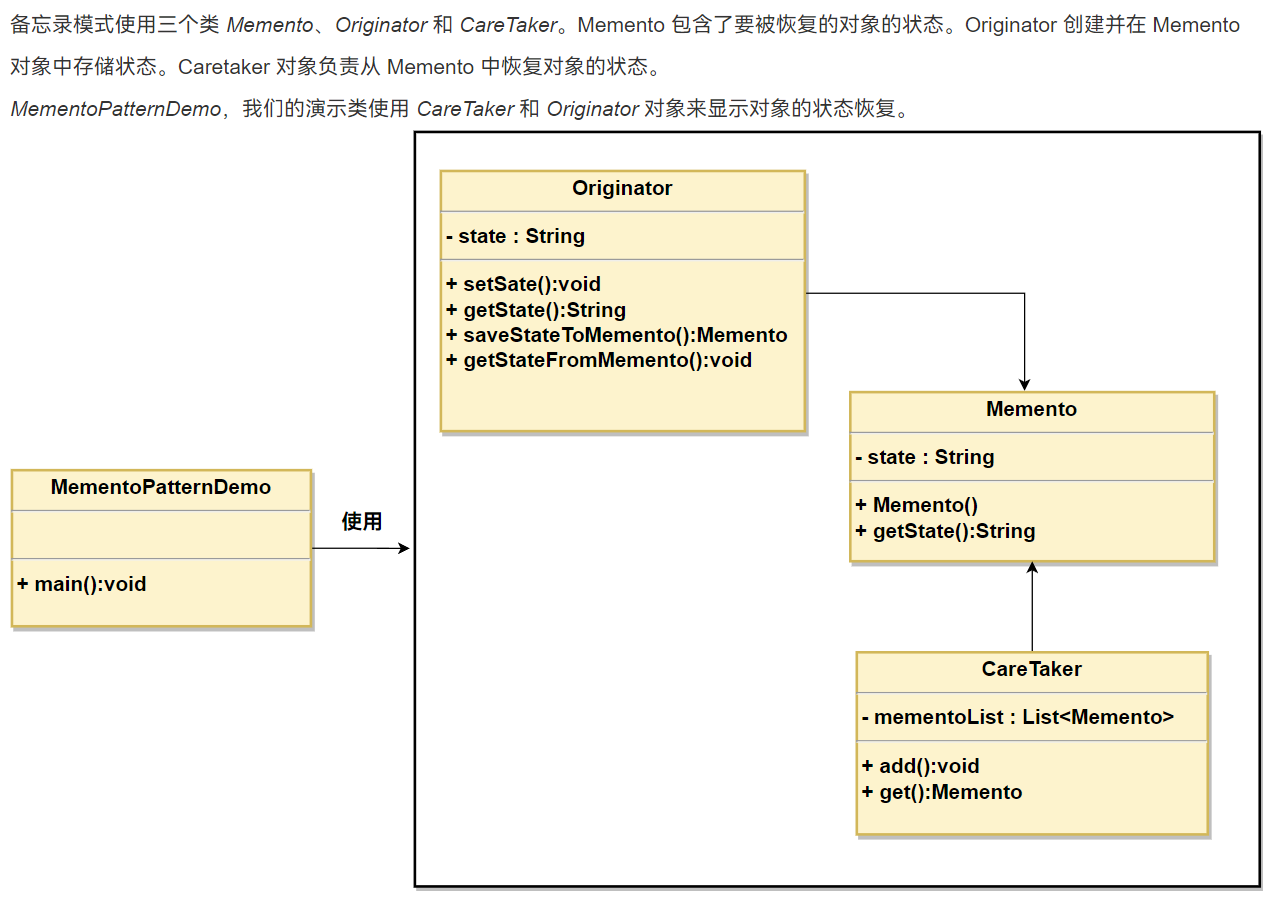 备忘录模式使用三个类 Memento、Originator 和 CareTaker。Memento 包含了要被恢复的对象的状态。Originator 创建并在 Memento
对象中存储状态。Caretaker 对象负责从 Memento 中恢复对象的状态。
MementoPatternDemo，我们的演示类使用 CareTaker 和 Originator 对象来显示对象的状态恢复。
Originator
- state : String
+ setSate():void
+ getState():String
+ saveStateToMemento():Memento
+ getStateFromMemento():void
Memento
- state : String
+ Memento()
+ getState():String
MementoPatternDemo
+ main():void
使用
CareTaker
- mementoList : List<Memento>
+ add():void
+ get():Memento